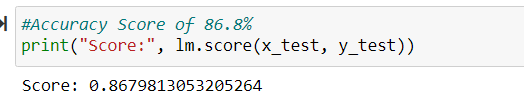 #Accuracy Score of 86.8%
print("Score:", lm.score(x_test, y_test))
Score: 0.8679813053205264